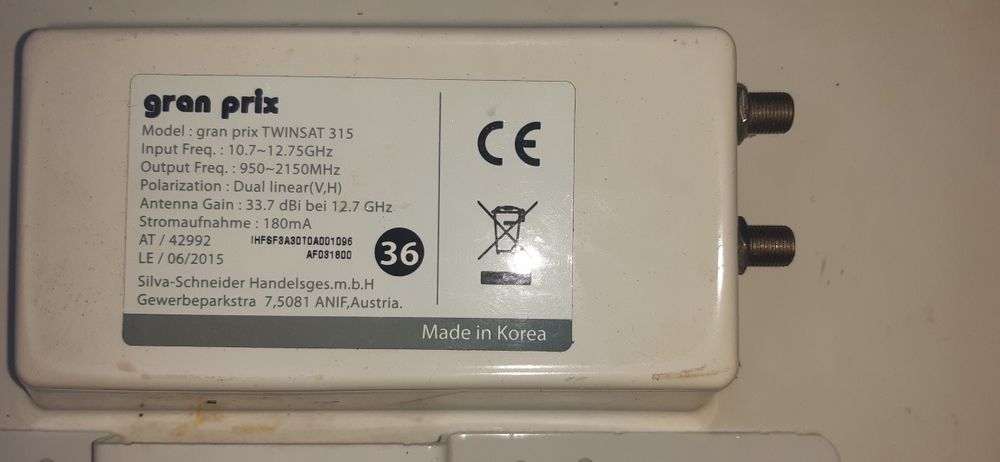 gran prix
Model : gran prix TWINSAT 315
Input Freq. : 10.7~12.75GHz
Output Freq. : 950~2150MHz
Polarization : Dual linear(V,H)
Antenna Gain : 33.7 dBi bei 12.7 GHz
Stromaufnahme : 180mA
AT / 42992
IHFSF3A3DT0A001096
LE / 06/2015
AF031800
36
Silva-Schneider Handelsges.m.b.H
Gewerbeparkstra 7,5081 ANIF,Austria.
CE
Made in Korea